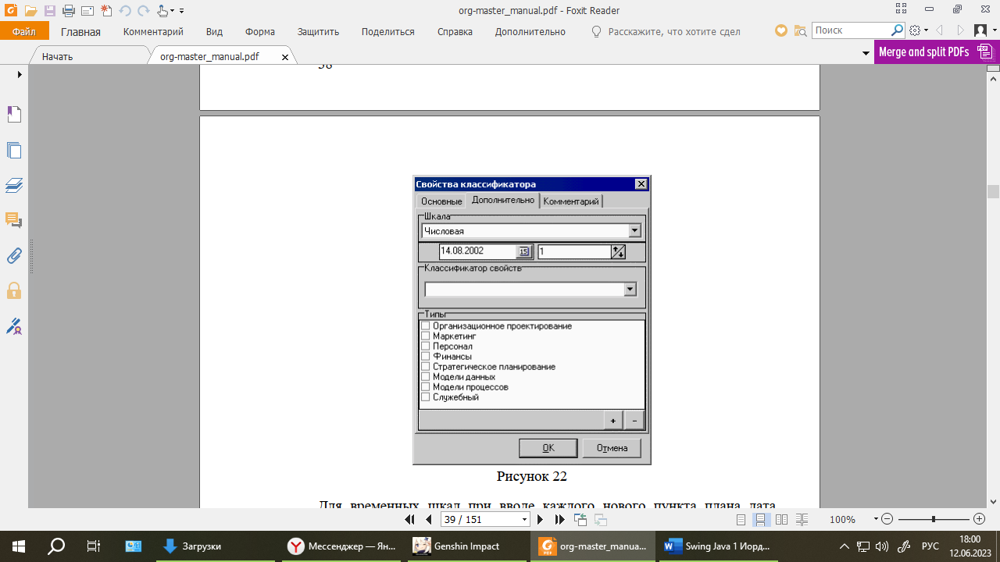 org-master_manual.pdf - Foxit Reader
Файл Главная Комментарий Вид Форма Защитить Поделиться Справка Дополнительно Расскажите, что хотите сдел
Поиск
Начать
org-master_manual.pdf
Merge and split PDFs
38
Свойства классификатора
Основные Дополнительно Комментарий
Шкала
Числовая
14.08.2002 15 1
Классификатор свойств
Типы
Организационное проектирование
Маркетинг
Персонал
Финансы
Стратегическое планирование
Модели данных
Модели процессов
Служебный
+ -
OK Отмена
Рисунок 22
Для временных шкал при вводе каждого нового пункта плана дата
39 / 151
100%
Загрузки
Мессенджер — Ян...
Genshin Impact
org-master_manua...
Swing Java 1 Иорд...
РУС
18:00
12.06.2023